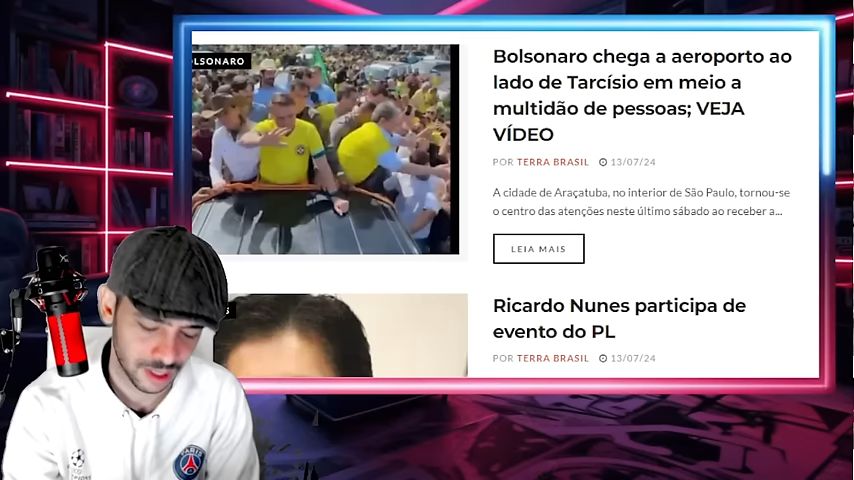 OLSONARO
Bolsonaro chega a aeroporto ao
lado de Tarcísio em meio a
multidão de pessoas; VEJA
VÍDEO
POR TERRA BRASIL 13/07/24
A cidade de Araçatuba, no interior de São Paulo, tornou-se
o centro das atenções neste último sábado ao receber a...
LEIA MAIS
S
Ricardo Nunes participa de
evento do PL
POR TERRA BRASIL 13/07/24
PARIS